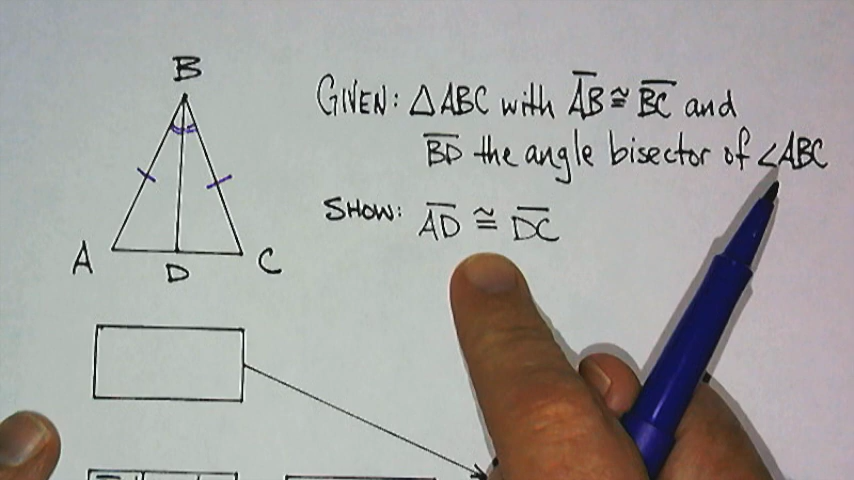 B
GIVEN: △ABC with A̅B̅ ≅ B̅C̅ and
B̅D̅ the angle bisector of ∠ABC
SHOW: A̅D̅ ≅ D̅C̅
A D C